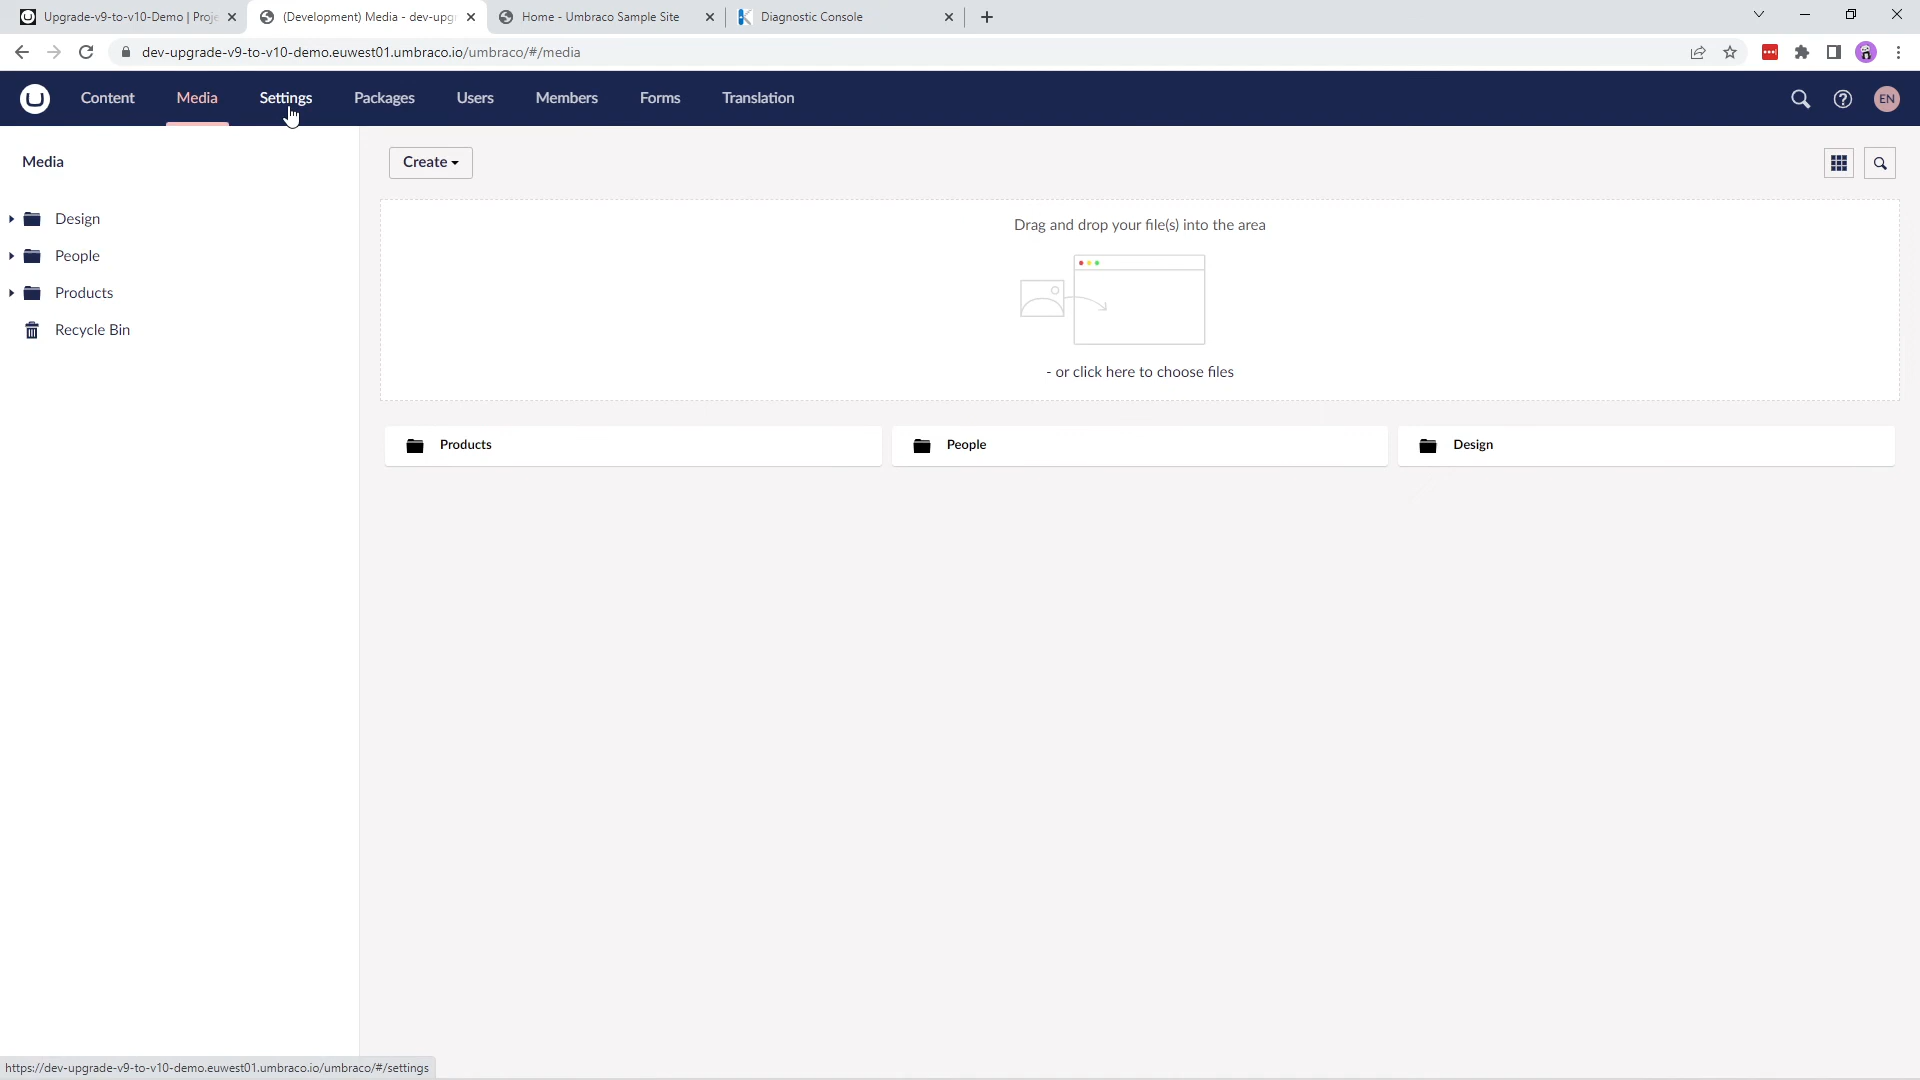 Upgrade-v9-to-v10-Demo | Proje
(Development) Media - dev-upg
Home - Umbraco Sample Site
Diagnostic Console
dev-upgrade-v9-to-v10-demo.euwest01.umbraco.io/umbraco/#/media
Content
Media
Settings
Packages
Users
Members
Forms
Translation
EN
Media
Create
Design
People
Products
Recycle Bin
Drag and drop your file(s) into the area
- or click here to choose files
Products
People
Design
https://dev-upgrade-v9-to-v10-demo.euwest01.umbraco.io/umbraco/#/settings